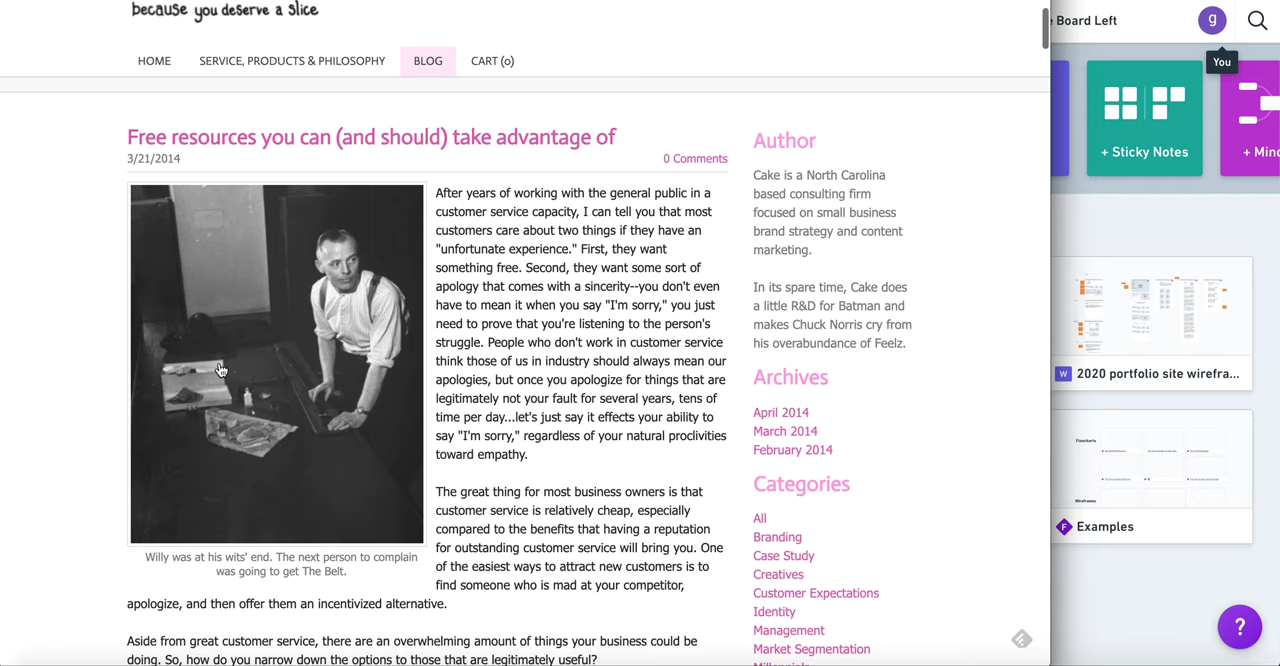 because you deserve a slice
HOME
SERVICE, PRODUCTS & PHILOSOPHY
BLOG
CART (0)
Free resources you can (and should) take advantage of
3/21/2014
0 Comments
After years of working with the general public in a
customer service capacity, I can tell you that most
customers care about two things if they have an
"unfortunate experience." First, they want
something free. Second, they want some sort of
apology that comes with a sincerity--you don't even
have to mean it when you say "I'm sorry," you just
need to prove that you're listening to the person's
struggle. People who don't work in customer service
think those of us in industry should always mean our
apologies, but once you apologize for things that are
legitimately not your fault for several years, tens of
time per day...let's just say it effects your ability to
say "I'm sorry," regardless of your natural proclivities
toward empathy.
The great thing for most business owners is that
customer service is relatively cheap, especially
compared to the benefits that having a reputation
for outstanding customer service will bring you. One
of the easiest ways to attract new customers is to
find someone who is mad at your competitor,
apologize, and then offer them an incentivized alternative.
Willy was at his wits' end. The next person to complain
was going to get The Belt.
Aside from great customer service, there are an overwhelming amount of things your business could be
doing. So, how do you narrow down the options to those that are legitimately useful?
Author
Cake is a North Carolina
based consulting firm
focused on small business
brand strategy and content
marketing.
In its spare time, Cake does
a little R&D for Batman and
makes Chuck Norris cry from
his overabundance of Feelz.
Archives
April 2014
March 2014
February 2014
Categories
All
Branding
Case Study
Creatives
Customer Expectations
Identity
Management
Market Segmentation
Board Left
g
You
+ Sticky Notes
+ Mind
W 2020 portfolio site wirefra...
Flowcharts
Wireframes
F Examples
?